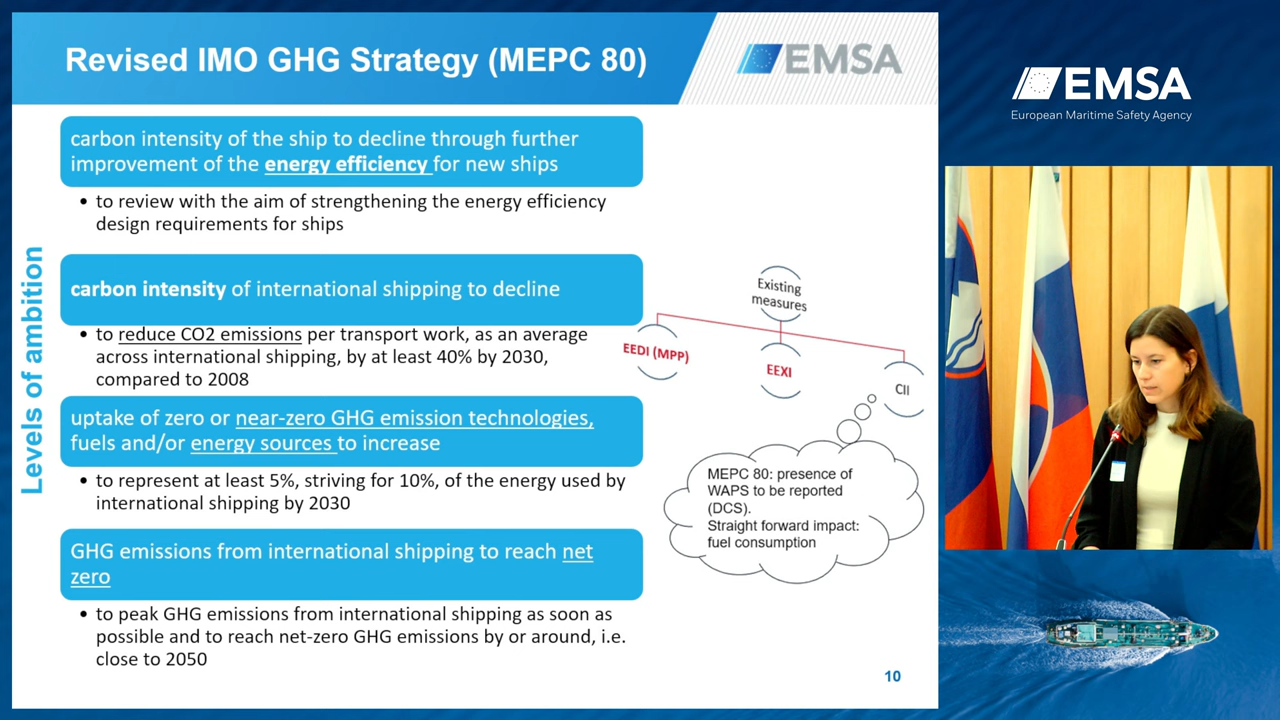 Revised IMO GHG Strategy (MEPC 80)
EMSA
Levels of ambition
carbon intensity of the ship to decline through further
improvement of the energy efficiency for new ships
• to review with the aim of strengthening the energy efficiency
design requirements for ships
carbon intensity of international shipping to decline
• to reduce CO2 emissions per transport work, as an average
across international shipping, by at least 40% by 2030,
compared to 2008
uptake of zero or near-zero GHG emission technologies,
fuels and/or energy sources to increase
• to represent at least 5%, striving for 10%, of the energy used by
international shipping by 2030
GHG emissions from international shipping to reach net
zero
• to peak GHG emissions from international shipping as soon as
possible and to reach net-zero GHG emissions by or around, i.e.
close to 2050
Existing
measures
EEDI (MPP)
EEXI
CII
MEPC 80: presence of
WAPS to be reported
(DCS).
Straight forward impact:
fuel consumption
10
EMSA
European Maritime Safety Agency